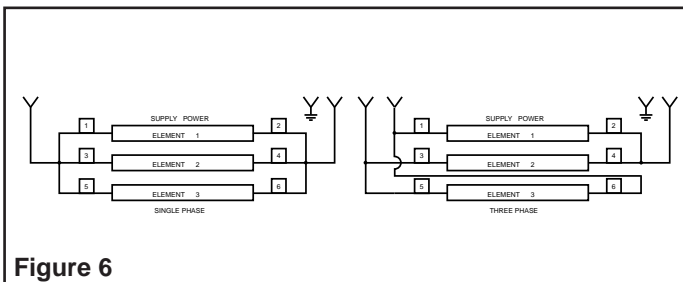 SUPPLY POWER
1 ELEMENT 1 2
3 ELEMENT 2 4
5 ELEMENT 3 6
SINGLE PHASE
SUPPLY POWER
1 ELEMENT 1 2
3 ELEMENT 2 4
5 ELEMENT 3 6
THREE PHASE
Figure 6